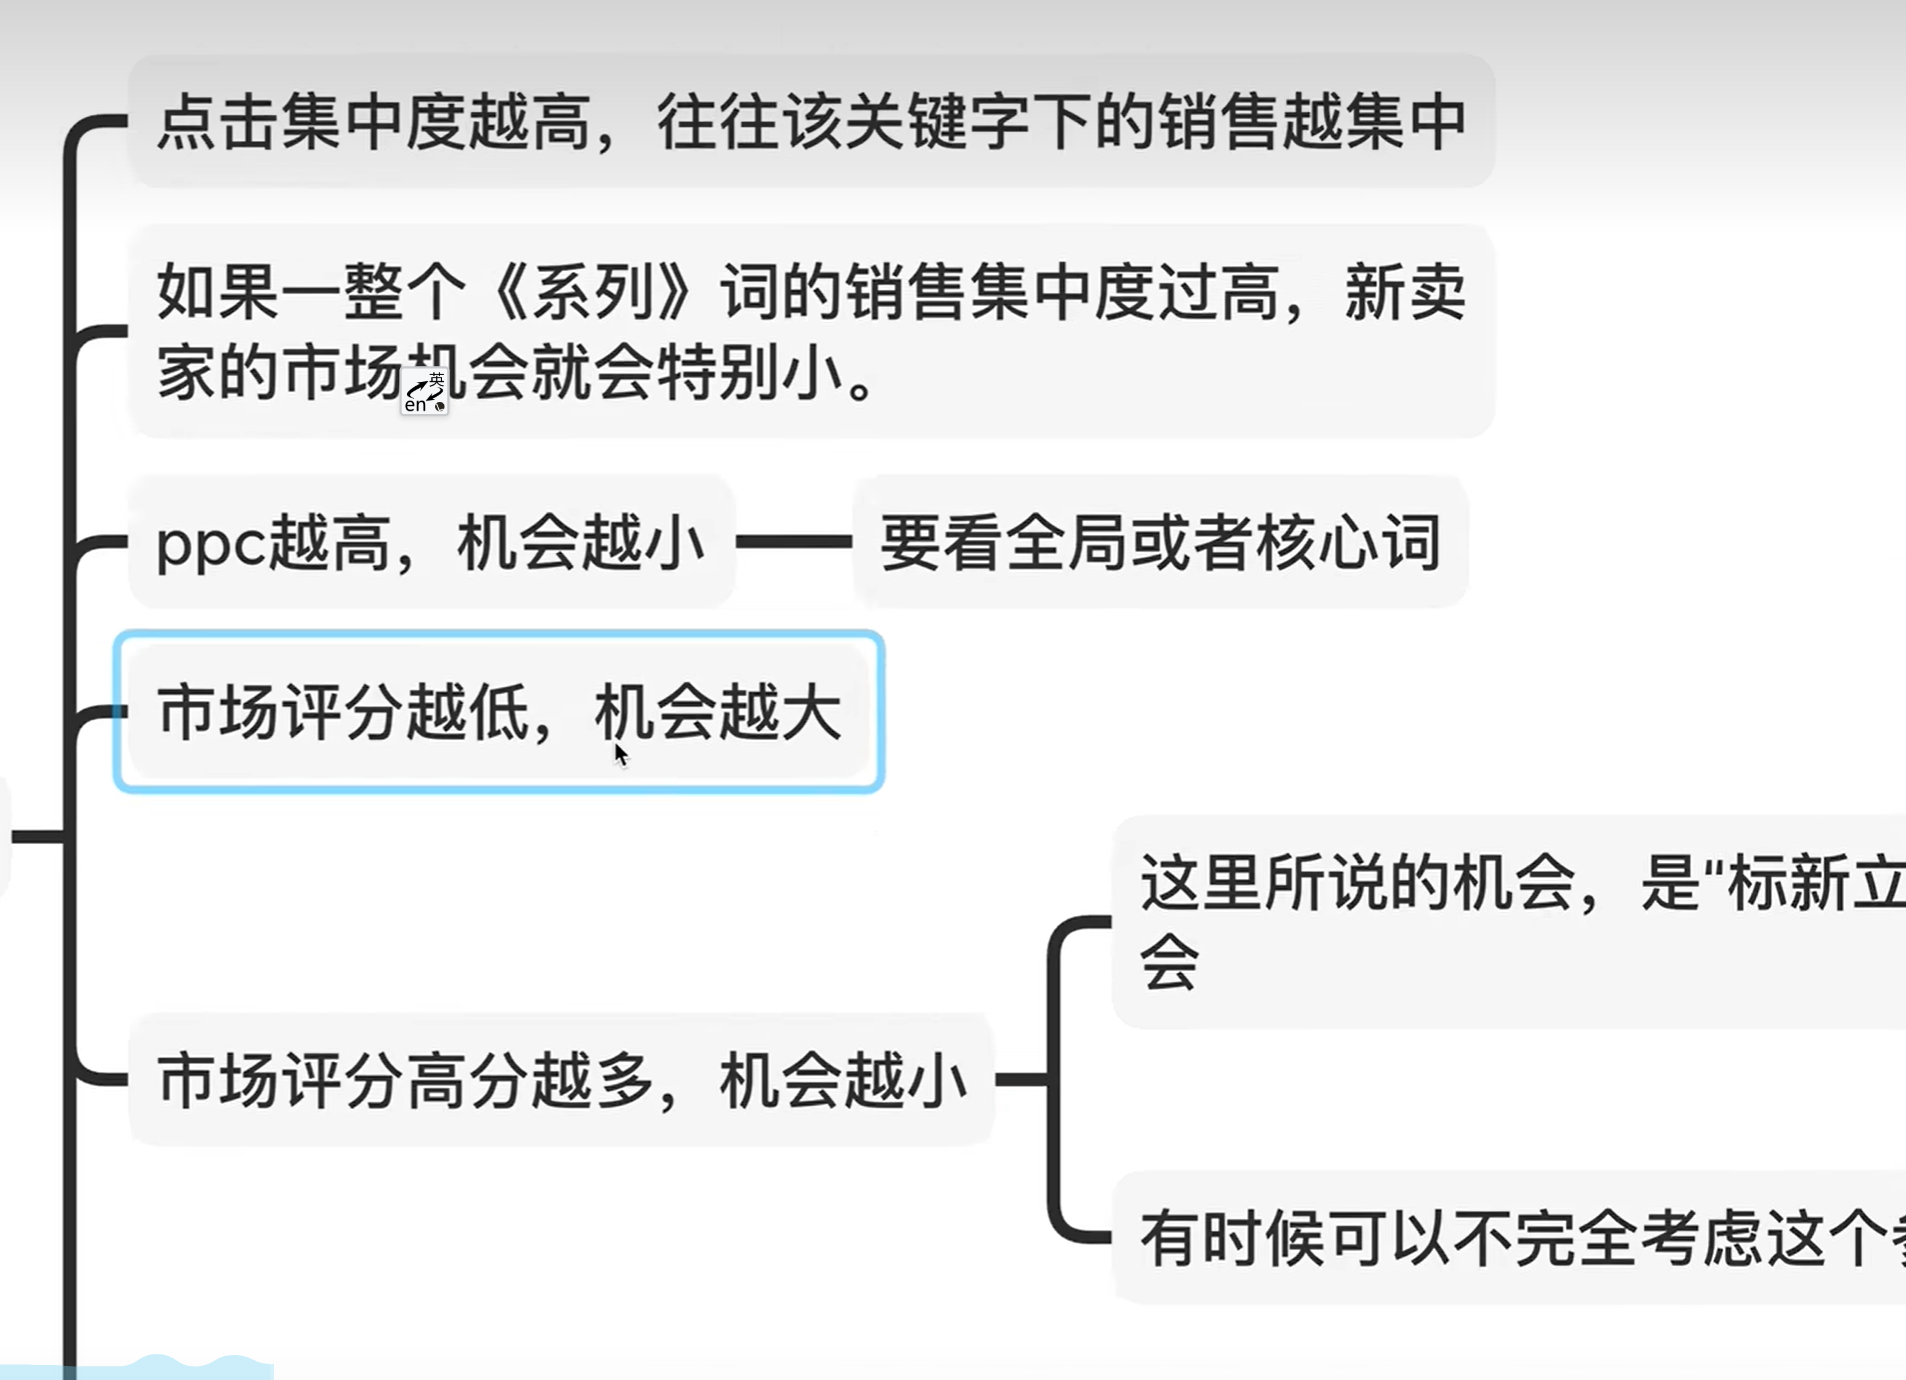 点击集中度越高，往往该关键字下的销售越集中
如果一整个《系列》词的销售集中度过高，新卖
家的市场机会就会特别小。
英
en
ppc越高，机会越小
要看全局或者核心词
市场评分越低，机会越大
这里所说的机会，是"标新立
会
市场评分高分越多，机会越小
有时候可以不完全考虑这个